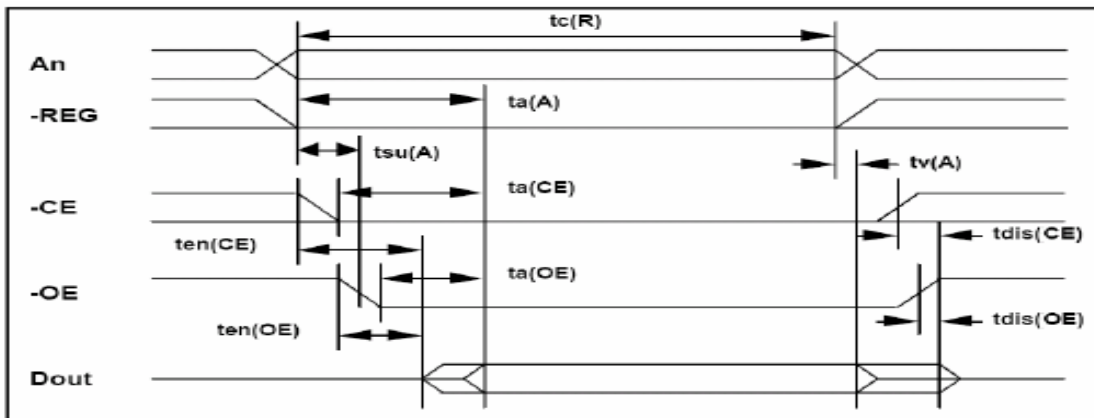 tc(R)
An
ta(A)
-REG
tsu(A)
tv(A)
ta(CE)
-CE
ten(CE)
tdis(CE)
ta(OE)
-OE
ten(OE)
tdis(OE)
Dout